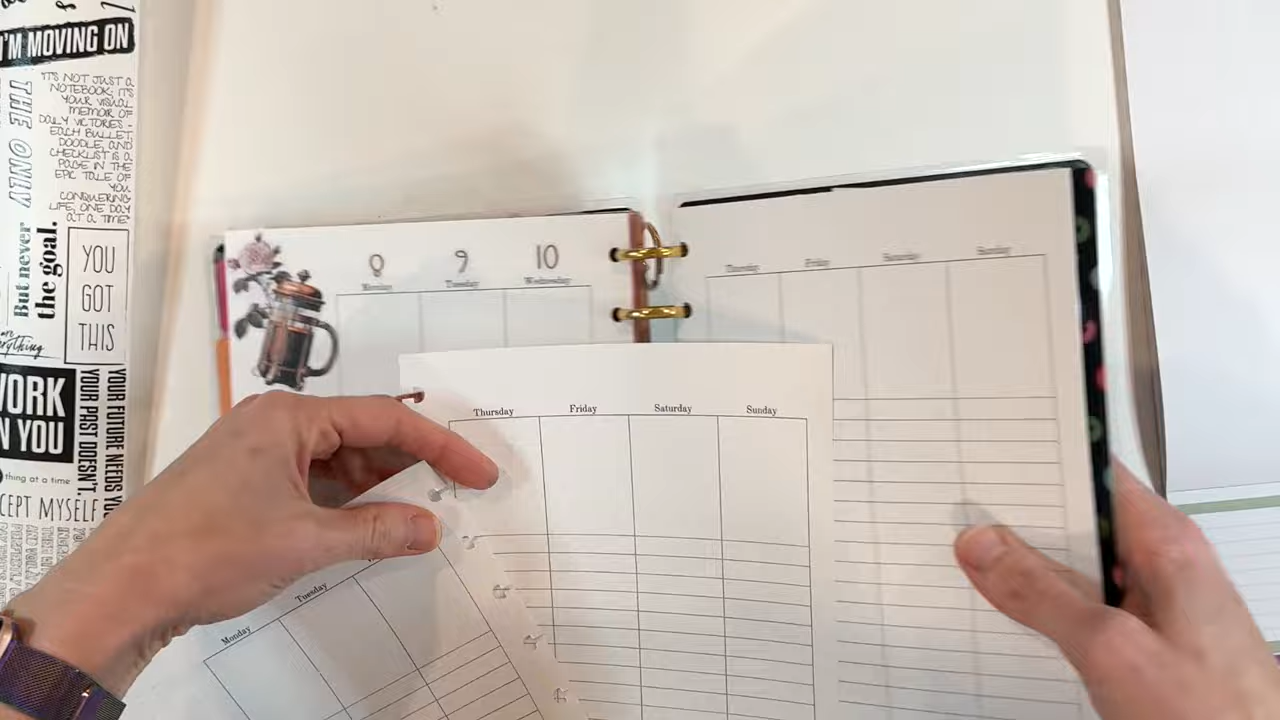 I'M MOVING ON
THE ONLY
IT'S NOT JUST A
NOTEBOOK; IT'S
YOUR VISUAL
MEMOIR OF
DAILY VICTORIES -
EACH BULLET,
DOODLE, AND
CHECKLIST IS A
PAGE IN THE
EPIC TALE OF
YOU
CONQUERING
LIFE, ONE DAY
AT A TIME"
But never
the goal.
YOU
GOT
THIS
WORK
ON YOU
YOUR FUTURE NEEDS YOU
YOUR PAST DOESN'T.
thing at a time
CEPT MYSELF
8 9 10
Monday Tuesday Wednesday
Thursday Friday Saturday Sunday
Thursday Friday Saturday Sunday
Monday Tuesday